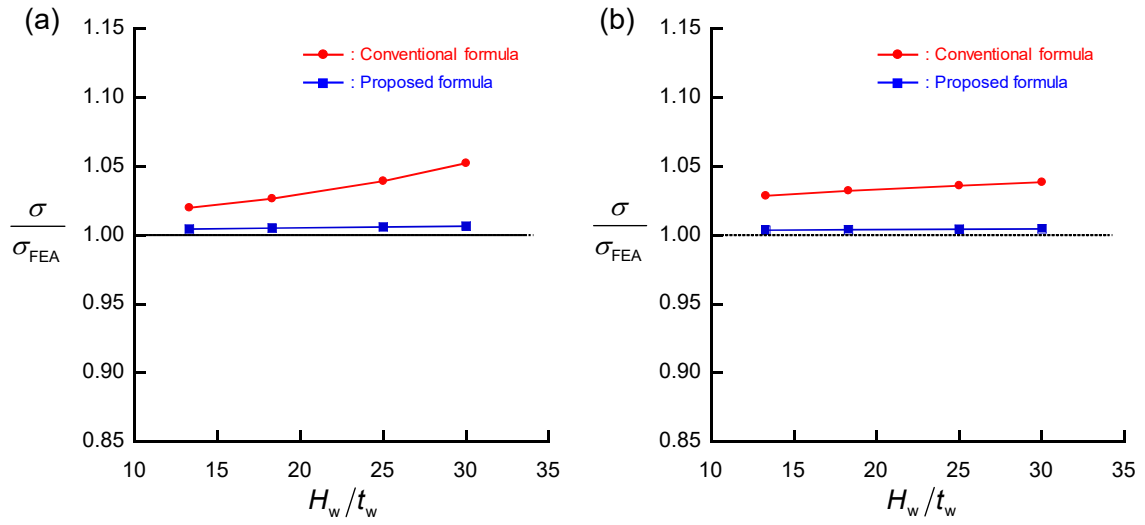 (a)
1.15
1.10
1.05
1.00
0.95
0.90
0.85
σ
σFEA
: Conventional formula
: Proposed formula
10 15 20 25 30 35
Hw/tw
(b)
1.15
1.10
1.05
1.00
0.95
0.90
0.85
σ
σFEA
: Conventional formula
: Proposed formula
10 15 20 25 30 35
Hw/tw